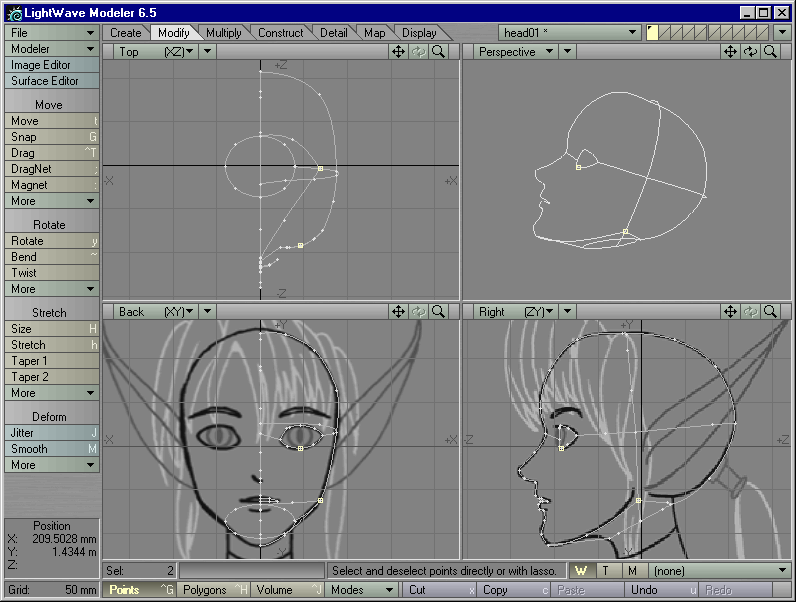 LightWave Modeler 6.5
File
Create Modify Multiply Construct Detail Map Display
head01 *
Modeler
Image Editor
Surface Editor
Move
Move t
Snap G
Drag ^T
DragNet ;
Magnet :
More
Rotate
Rotate y
Bend ~
Twist
More
Stretch
Size H
Stretch h
Taper 1
Taper 2
More
Deform
Jitter J
Smooth M
More
Position
X: 209.5028 mm
Y: 1.4344 m
Z:
Grid: 50 mm
Top (XZ)
+Z
-X
+X
-Z
Perspective
Back (XY)
+Y
-X
+X
-Y
Right (ZY)
+Y
-Z
+Z
-Y
Sel: 2
Select and deselect points directly or with lasso.
W T M (none)
Points ^G Polygons ^H Volume ^J Modes Cut x Copy c Paste v Undo u Redo